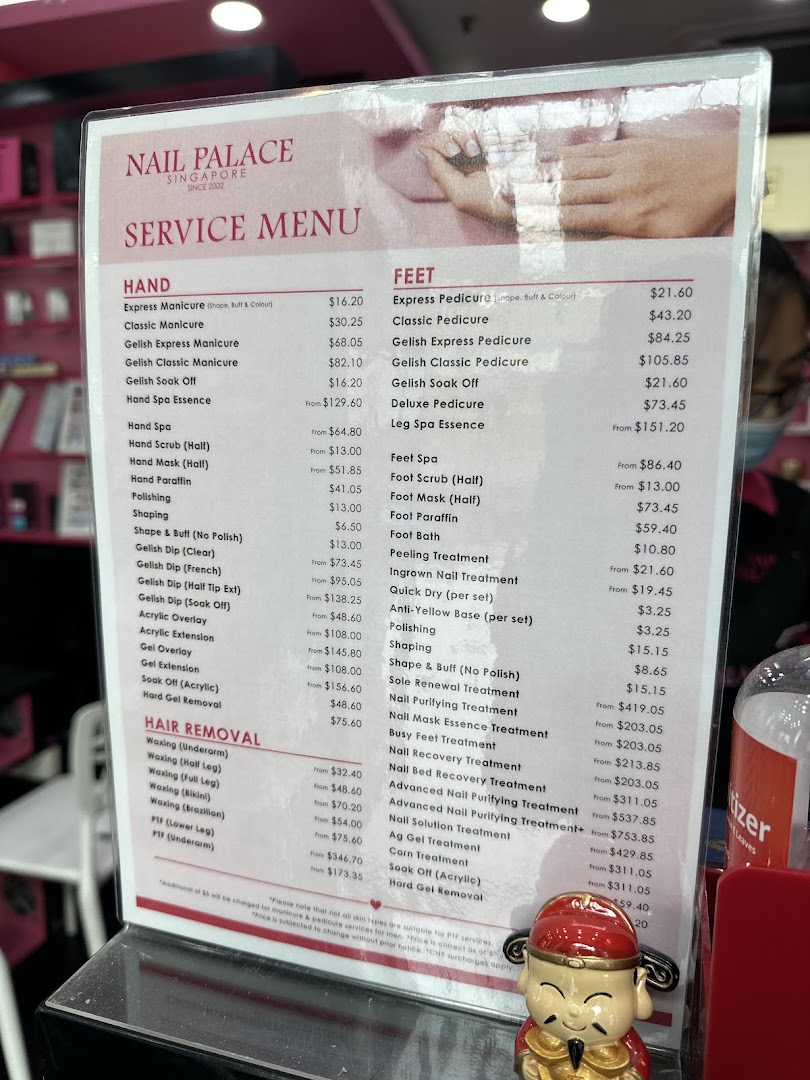 NAIL PALACE
SINGAPORE
SINCE 2002
SERVICE MENU
HAND
Express Manicure (Shape, Buff & Colour) $16.20
Classic Manicure $30.25
Gelish Express Manicure $68.05
Gelish Classic Manicure $82.10
Gelish Soak Off $16.20
Hand Spa Essence From $129.60
Hand Spa From $64.80
Hand Scrub (Half) From $13.00
Hand Mask (Half) From $51.85
Hand Paraffin $41.05
Polishing $13.00
Shaping $6.50
Shape & Buff (No Polish) $13.00
Gelish Dip (Clear) From $73.45
Gelish Dip (French) From $95.05
Gelish Dip (Half Tip Ext) From $138.25
Gelish Dip (Soak Off) From $48.60
Acrylic Overlay From $108.00
Acrylic Extension From $145.80
Gel Overlay From $108.00
Gel Extension From $156.60
Soak Off (Acrylic) $48.60
Hard Gel Removal $75.60
HAIR REMOVAL
Waxing (Underarm) From $32.40
Waxing (Half Leg) From $48.60
Waxing (Full Leg) From $70.20
Waxing (Bikini) From $54.00
Waxing (Brazilian) From $75.60
PTF (Lower Leg) From $346.70
PTF (Underarm) From $173.35
FEET
Express Pedicure (Shape, Buff & Colour) $21.60
Classic Pedicure $43.20
Gelish Express Pedicure $84.25
Gelish Classic Pedicure $105.85
Gelish Soak Off $21.60
Deluxe Pedicure $73.45
Leg Spa Essence From $151.20
Feet Spa From $86.40
Foot Scrub (Half) From $13.00
Foot Mask (Half) $73.45
Foot Paraffin $59.40
Foot Bath $10.80
Peeling Treatment From $21.60
Ingrown Nail Treatment From $19.45
Quick Dry (per set) $3.25
Anti-Yellow Base (per set) $3.25
Polishing $15.15
Shaping $8.65
Shape & Buff (No Polish) $15.15
Sole Renewal Treatment From $419.05
Nail Purifying Treatment From $203.05
Nail Mask Essence Treatment From $203.05
Busy Feet Treatment From $213.85
Nail Recovery Treatment From $203.05
Nail Bed Recovery Treatment From $311.05
Advanced Nail Purifying Treatment From $537.85
Advanced Nail Purifying Treatment+ From $753.85
Nail Solution Treatment From $429.85
Ag Gel Treatment From $311.05
Corn Treatment From $311.05
Soak Off (Acrylic) $59.40
Hard Gel Removal .20
*Please note that not all skin types are suitable for PTF services.
*Additional of $5 will be charged for manicure & pedicure services for men. *Price is correct as of 5
*Price is subjected to change without prior notice. *CNY surcharges apply.
tizer
& Leaves